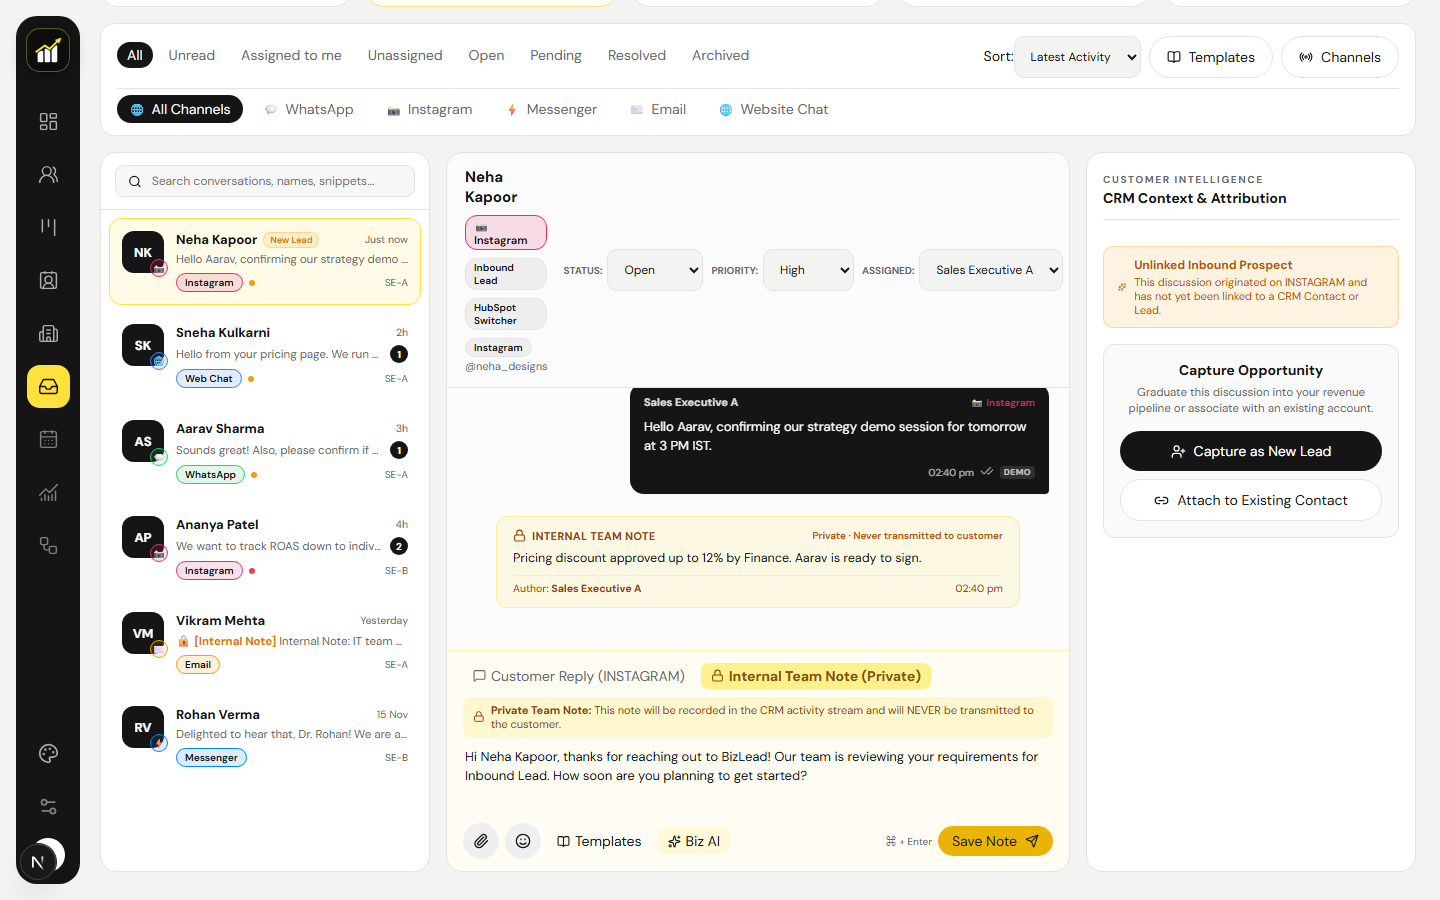 All Unread Assigned to me Unassigned Open Pending Resolved Archived Sort: Latest Activity Templates Channels
All Channels WhatsApp Instagram Messenger Email Website Chat
Search conversations, names, snippets...
NK Neha Kapoor New Lead Just now
Hello Aarav, confirming our strategy demo ...
Instagram SE-A
SK Sneha Kulkarni 2h
Hello from your pricing page. We run ... 1
Web Chat SE-A
AS Aarav Sharma 3h
Sounds great! Also, please confirm if ... 1
WhatsApp SE-A
AP Ananya Patel 4h
We want to track ROAS down to indiv... 2
Instagram SE-B
VM Vikram Mehta Yesterday
[Internal Note] Internal Note: IT team ...
Email SE-A
RV Rohan Verma 15 Nov
Delighted to hear that, Dr. Rohan! We are a...
Messenger SE-B
N
Neha
Kapoor
Instagram
Inbound
Lead
HubSpot
Switcher
Instagram
@neha_designs
STATUS: Open PRIORITY: High ASSIGNED: Sales Executive A
Sales Executive A Instagram
Hello Aarav, confirming our strategy demo session for tomorrow
at 3 PM IST.
02:40 pm DEMO
INTERNAL TEAM NOTE Private · Never transmitted to customer
Pricing discount approved up to 12% by Finance. Aarav is ready to sign.
Author: Sales Executive A 02:40 pm
Customer Reply (INSTAGRAM) Internal Team Note (Private)
Private Team Note: This note will be recorded in the CRM activity stream and will NEVER be transmitted to
the customer.
Hi Neha Kapoor, thanks for reaching out to BizLead! Our team is reviewing your requirements for
Inbound Lead. How soon are you planning to get started?
Templates Biz AI ⌘ + Enter Save Note
CUSTOMER INTELLIGENCE
CRM Context & Attribution
Unlinked Inbound Prospect
This discussion originated on INSTAGRAM and
has not yet been linked to a CRM Contact or
Lead.
Capture Opportunity
Graduate this discussion into your revenue
pipeline or associate with an existing account.
Capture as New Lead
Attach to Existing Contact